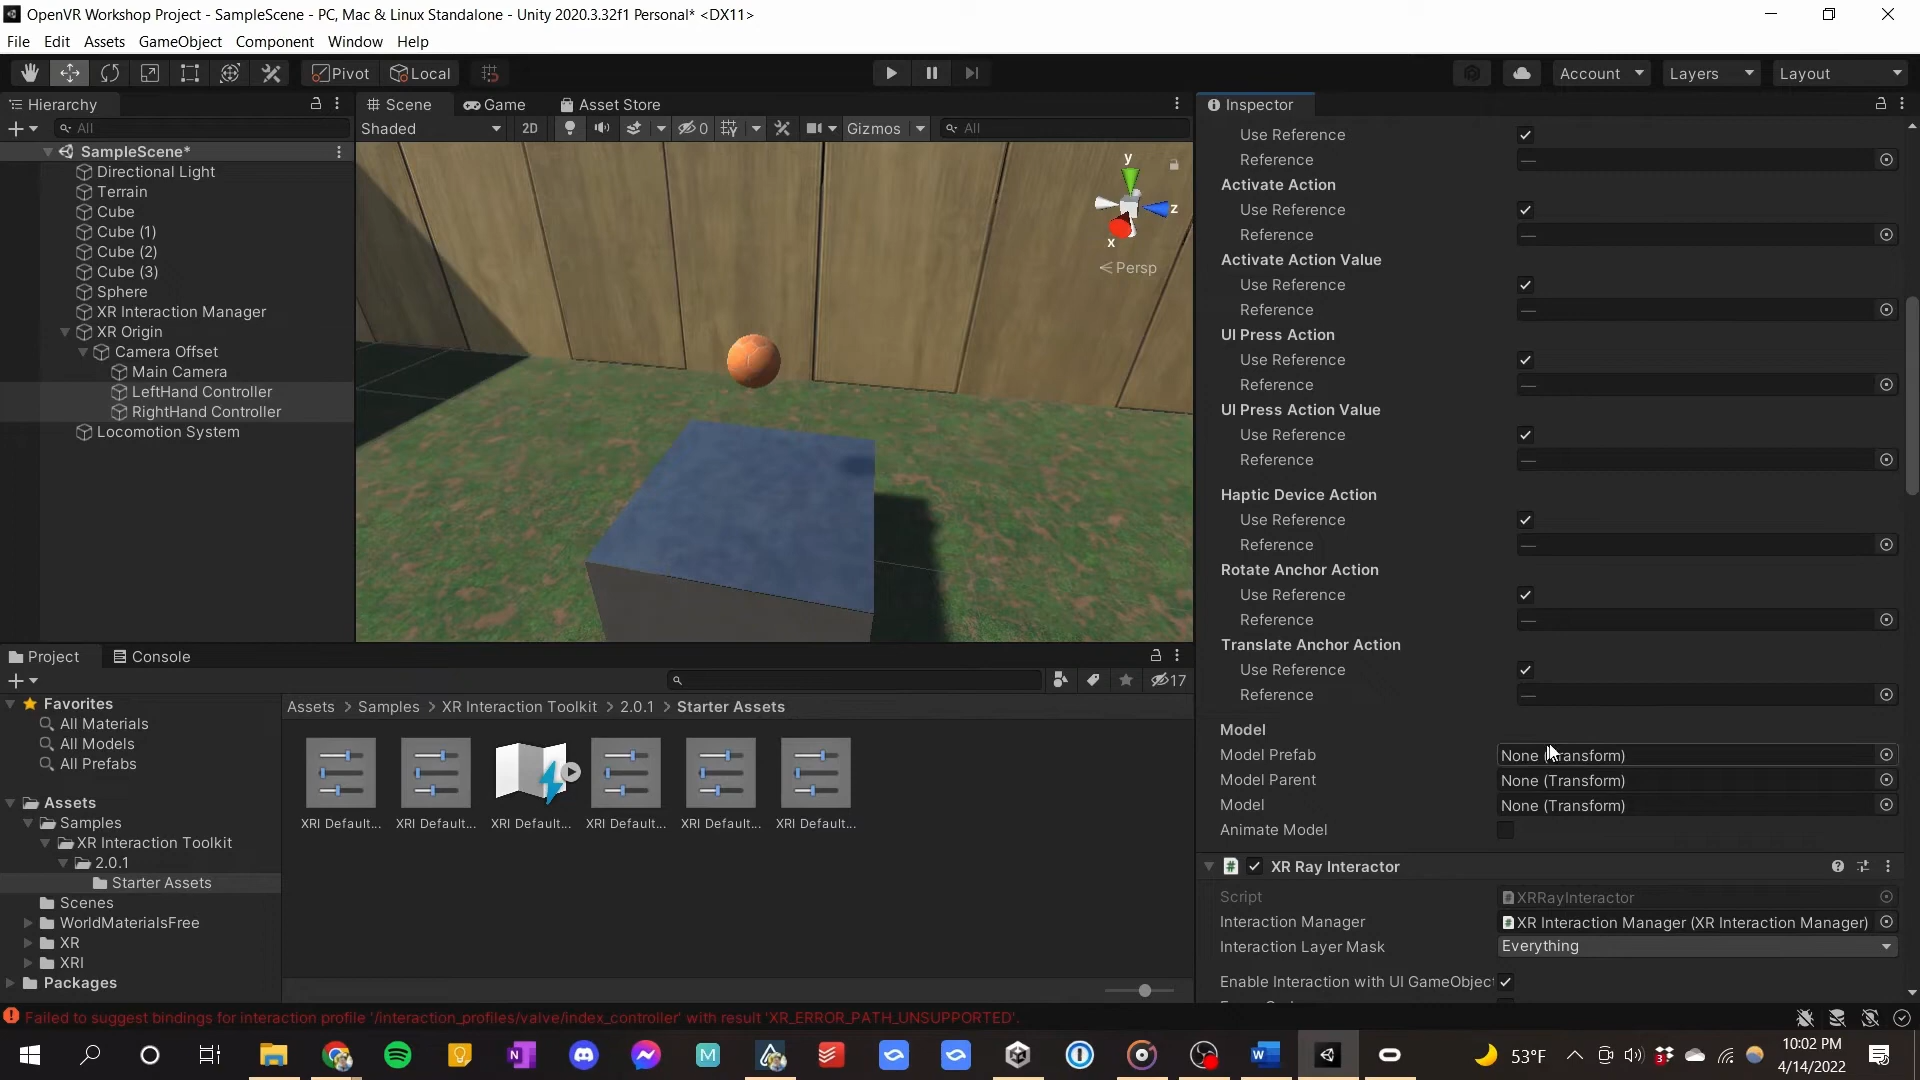 OpenVR Workshop Project - SampleScene - PC, Mac & Linux Standalone - Unity 2020.3.32f1 Personal* <DX11>
File Edit Assets GameObject Component Window Help
Pivot Local Account Layers Layout
Hierarchy
All
SampleScene*
Directional Light
Terrain
Cube
Cube (1)
Cube (2)
Cube (3)
Sphere
XR Interaction Manager
XR Origin
Camera Offset
Main Camera
LeftHand Controller
RightHand Controller
Locomotion System
Scene Game Asset Store
Shaded 2D 0 Gizmos All
y
z
x
Persp
Inspector
Use Reference
Reference —
Activate Action
Use Reference
Reference —
Activate Action Value
Use Reference
Reference —
UI Press Action
Use Reference
Reference —
UI Press Action Value
Use Reference
Reference —
Haptic Device Action
Use Reference
Reference —
Rotate Anchor Action
Use Reference
Reference —
Translate Anchor Action
Use Reference
Reference —
Model
Model Prefab None (Transform)
Model Parent None (Transform)
Model None (Transform)
Animate Model
XR Ray Interactor
Script XRRayInteractor
Interaction Manager XR Interaction Manager (XR Interaction Manager)
Interaction Layer Mask Everything
Enable Interaction with UI GameObjec
Project Console
17
Favorites
All Materials
All Models
All Prefabs
Assets
Samples
XR Interaction Toolkit
2.0.1
Starter Assets
Scenes
WorldMaterialsFree
XR
XRI
Packages
Assets > Samples > XR Interaction Toolkit > 2.0.1 > Starter Assets
XRI Default... XRI Default... XRI Default... XRI Default... XRI Default... XRI Default...
Failed to suggest bindings for interaction profile '/interaction_profiles/valve/index_controller' with result 'XR_ERROR_PATH_UNSUPPORTED'.
53°F
10:02 PM
4/14/2022